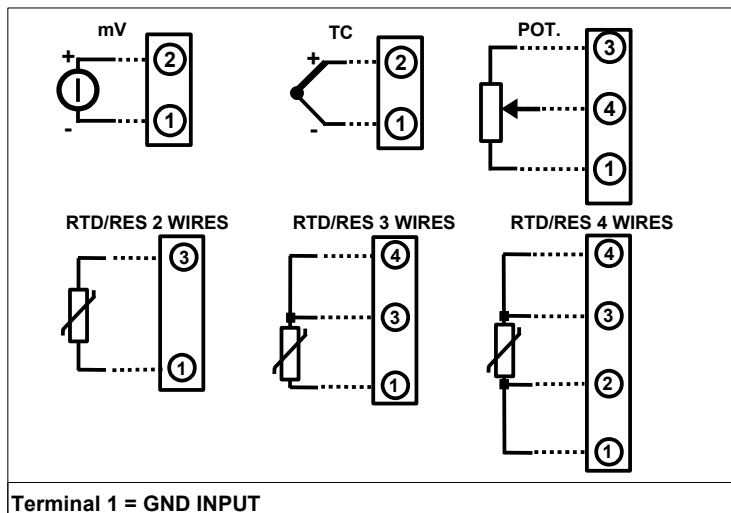 mV
TC
POT.
+
2
-
1
+
2
-
1
3
4
1
RTD/RES 2 WIRES
RTD/RES 3 WIRES
RTD/RES 4 WIRES
3
1
4
3
1
4
3
2
1
Terminal 1 = GND INPUT